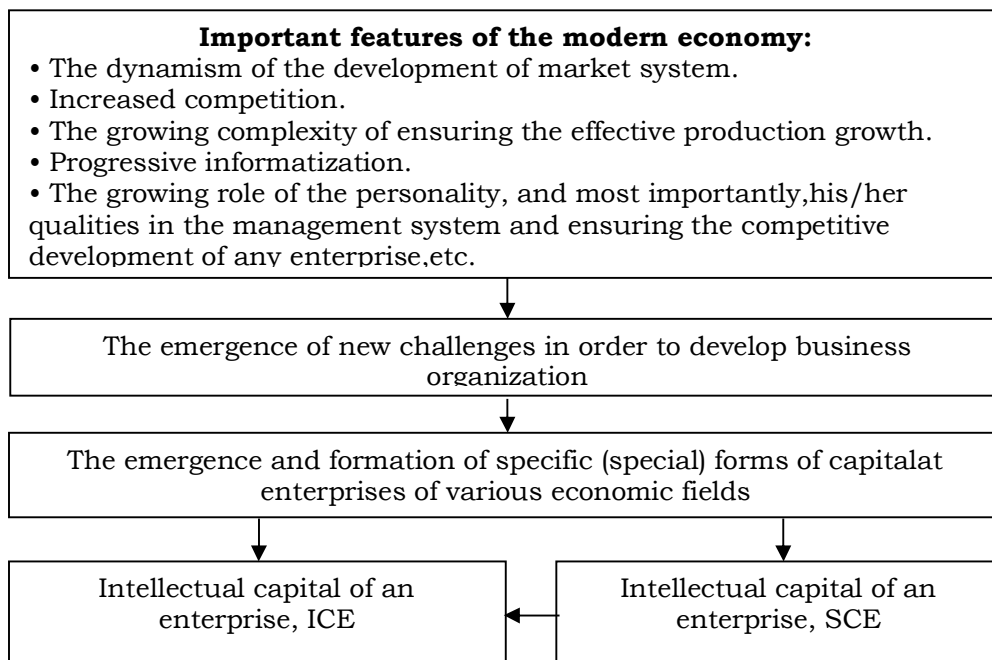 Important features of the modern economy:
• The dynamism of the development of market system.
• Increased competition.
• The growing complexity of ensuring the effective production growth.
• Progressive informatization.
• The growing role of the personality, and most importantly,his/her
qualities in the management system and ensuring the competitive
development of any enterprise,etc.
The emergence of new challenges in order to develop business
organization
The emergence and formation of specific (special) forms of capitalat
enterprises of various economic fields
Intellectual capital of an
enterprise, ICE
Intellectual capital of an
enterprise, SCE